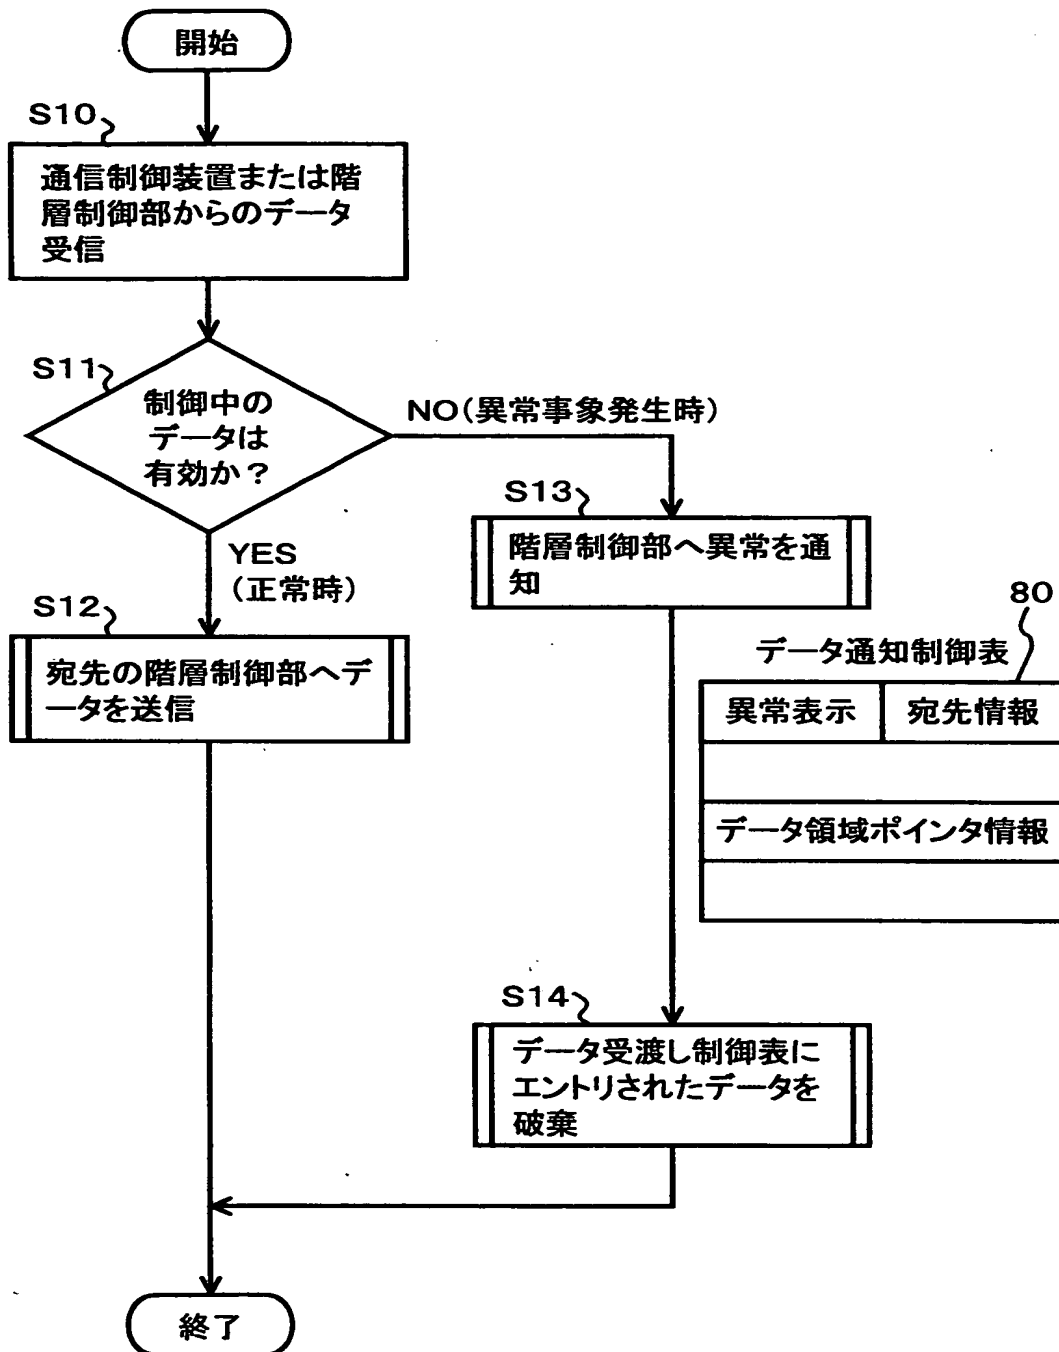 開始
S10
通信制御装置または階
層制御部からのデータ
受信
S11
制御中の
データは
有効か？
NO(異常事象発生時)
YES
(正常時)
S12
宛先の階層制御部へデ
ータを送信
S13
階層制御部へ異常を通
知
80
データ通知制御表
異常表示 宛先情報
データ領域ポインタ情報
S14
データ受渡し制御表に
エントリされたデータを
破棄
終了